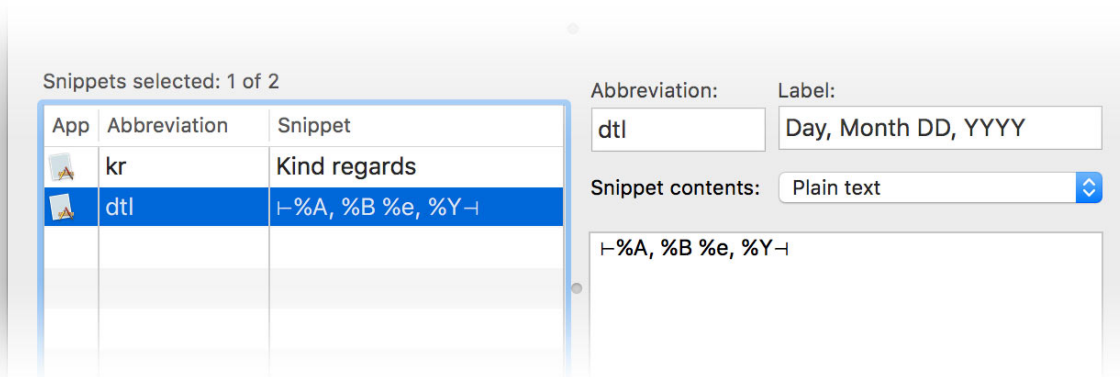 Snippets selected: 1 of 2
App Abbreviation Snippet
kr Kind regards
dtl ⊢%A, %B %e, %Y⊣
Abbreviation: Label:
dtl Day, Month DD, YYYY
Snippet contents: Plain text
⊢%A, %B %e, %Y⊣